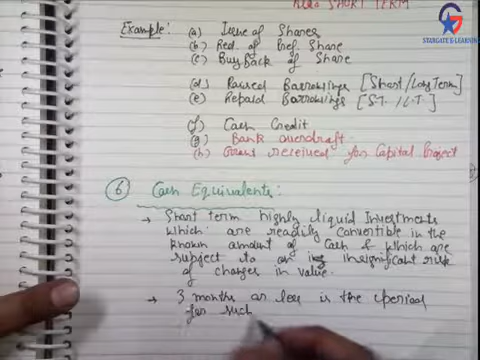 Also SHORT TERM
STARGATE E-LEARNIN
Example: (a) Issue of Shares
(b) Red. of Pref. Share
(c) Buy Back of Share
(d) Raised Borrowings [Short/Long Term]
(e) Repaid Borrowings [S.T./L.T.]
(f) Cash Credit
(g) Bank overdraft
(h) Grant received for Capital Project
6 Cash Equivalents:
→ Short term highly liquid Investments
which are readily convertible in the
known amount of Cash & which are
subject to an insignificant risk
of changes in value.
→ 3 months or less is the period
for such